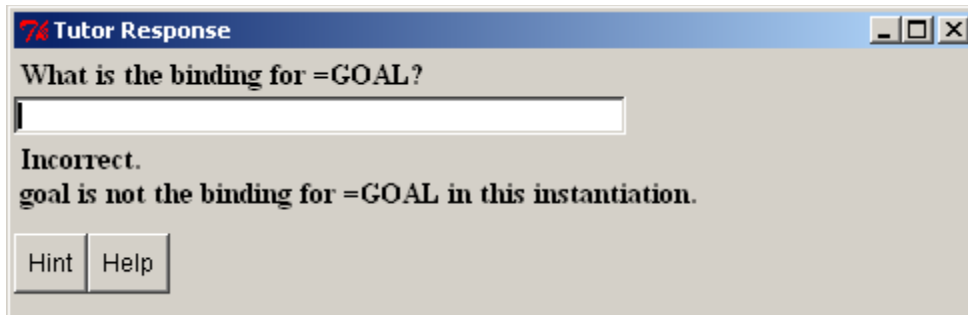 Tutor Response
What is the binding for =GOAL?
Incorrect.
goal is not the binding for =GOAL in this instantiation.
Hint Help